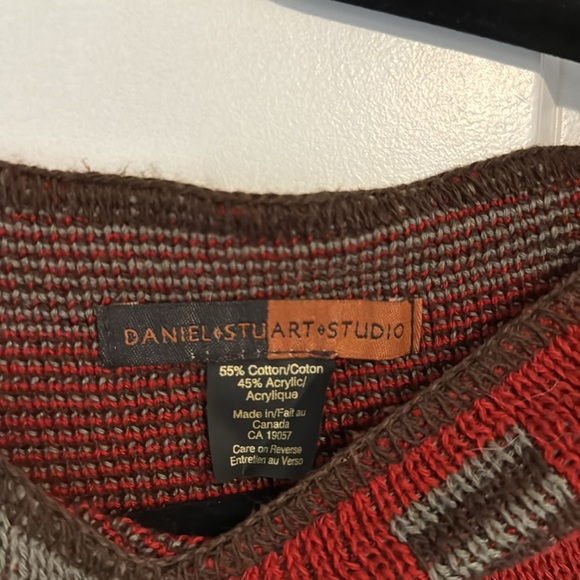 DANIEL♦STUART♦STUDIO
55% Cotton/Coton
45% Acrylic/
Acrylique
Made in/Fait au
Canada
CA 19057
Care on Reverse
Entretien au Verso